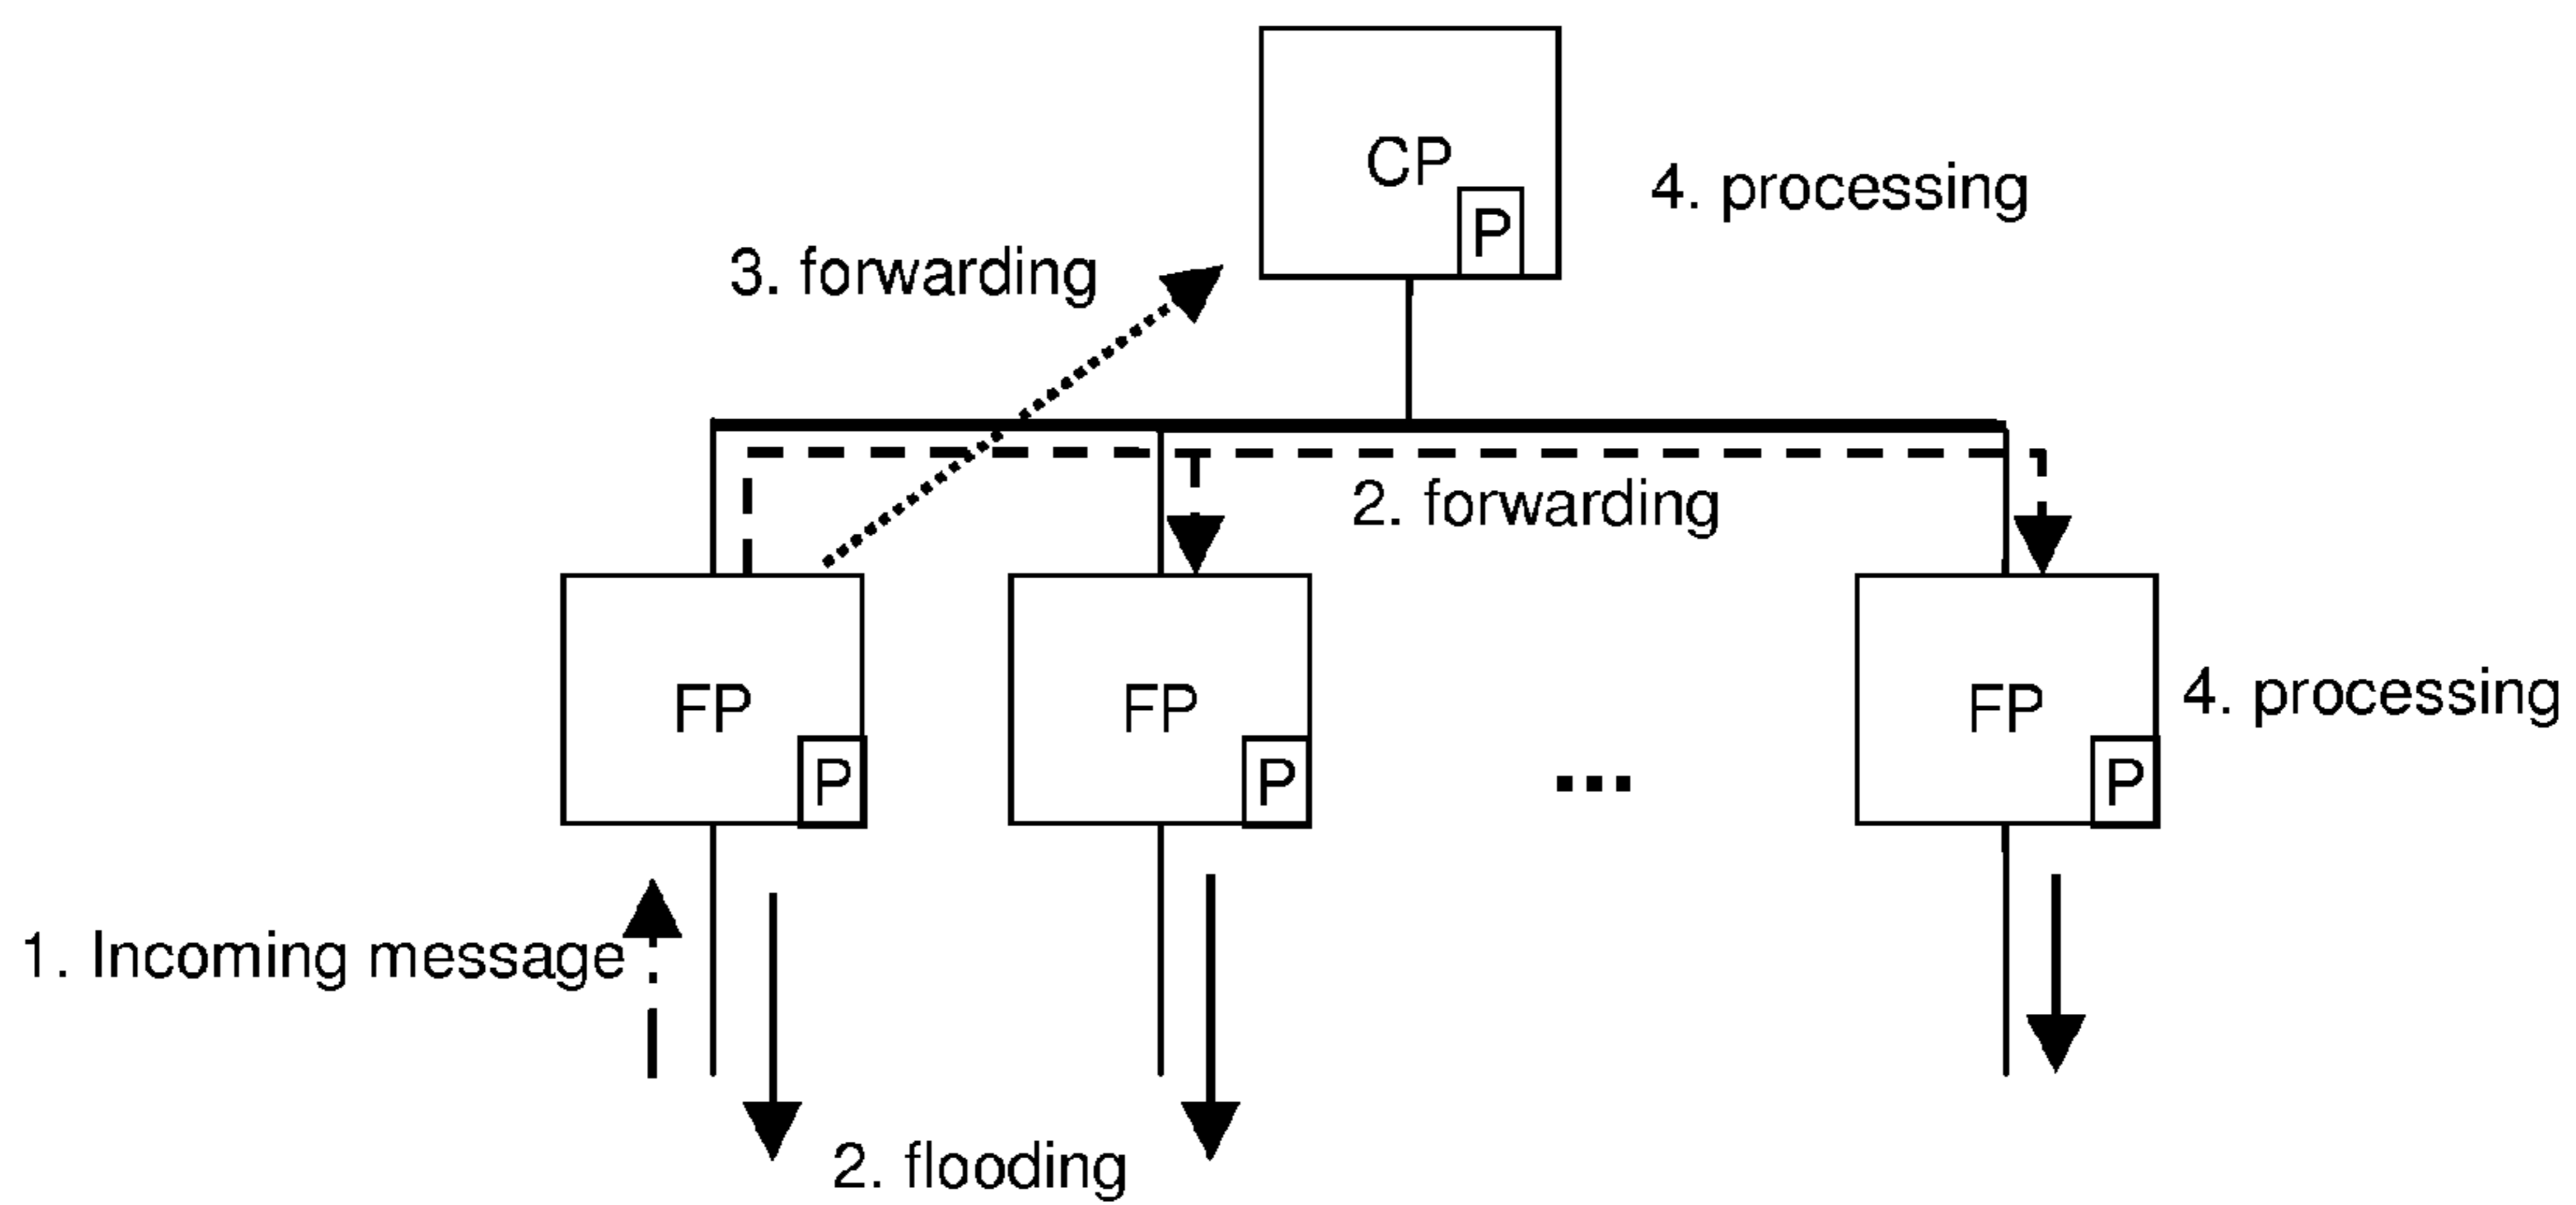 CP
P
4. processing
3. forwarding
2. forwarding
FP
P
FP
P
...
FP
P
4. processing
1. Incoming message
2. flooding